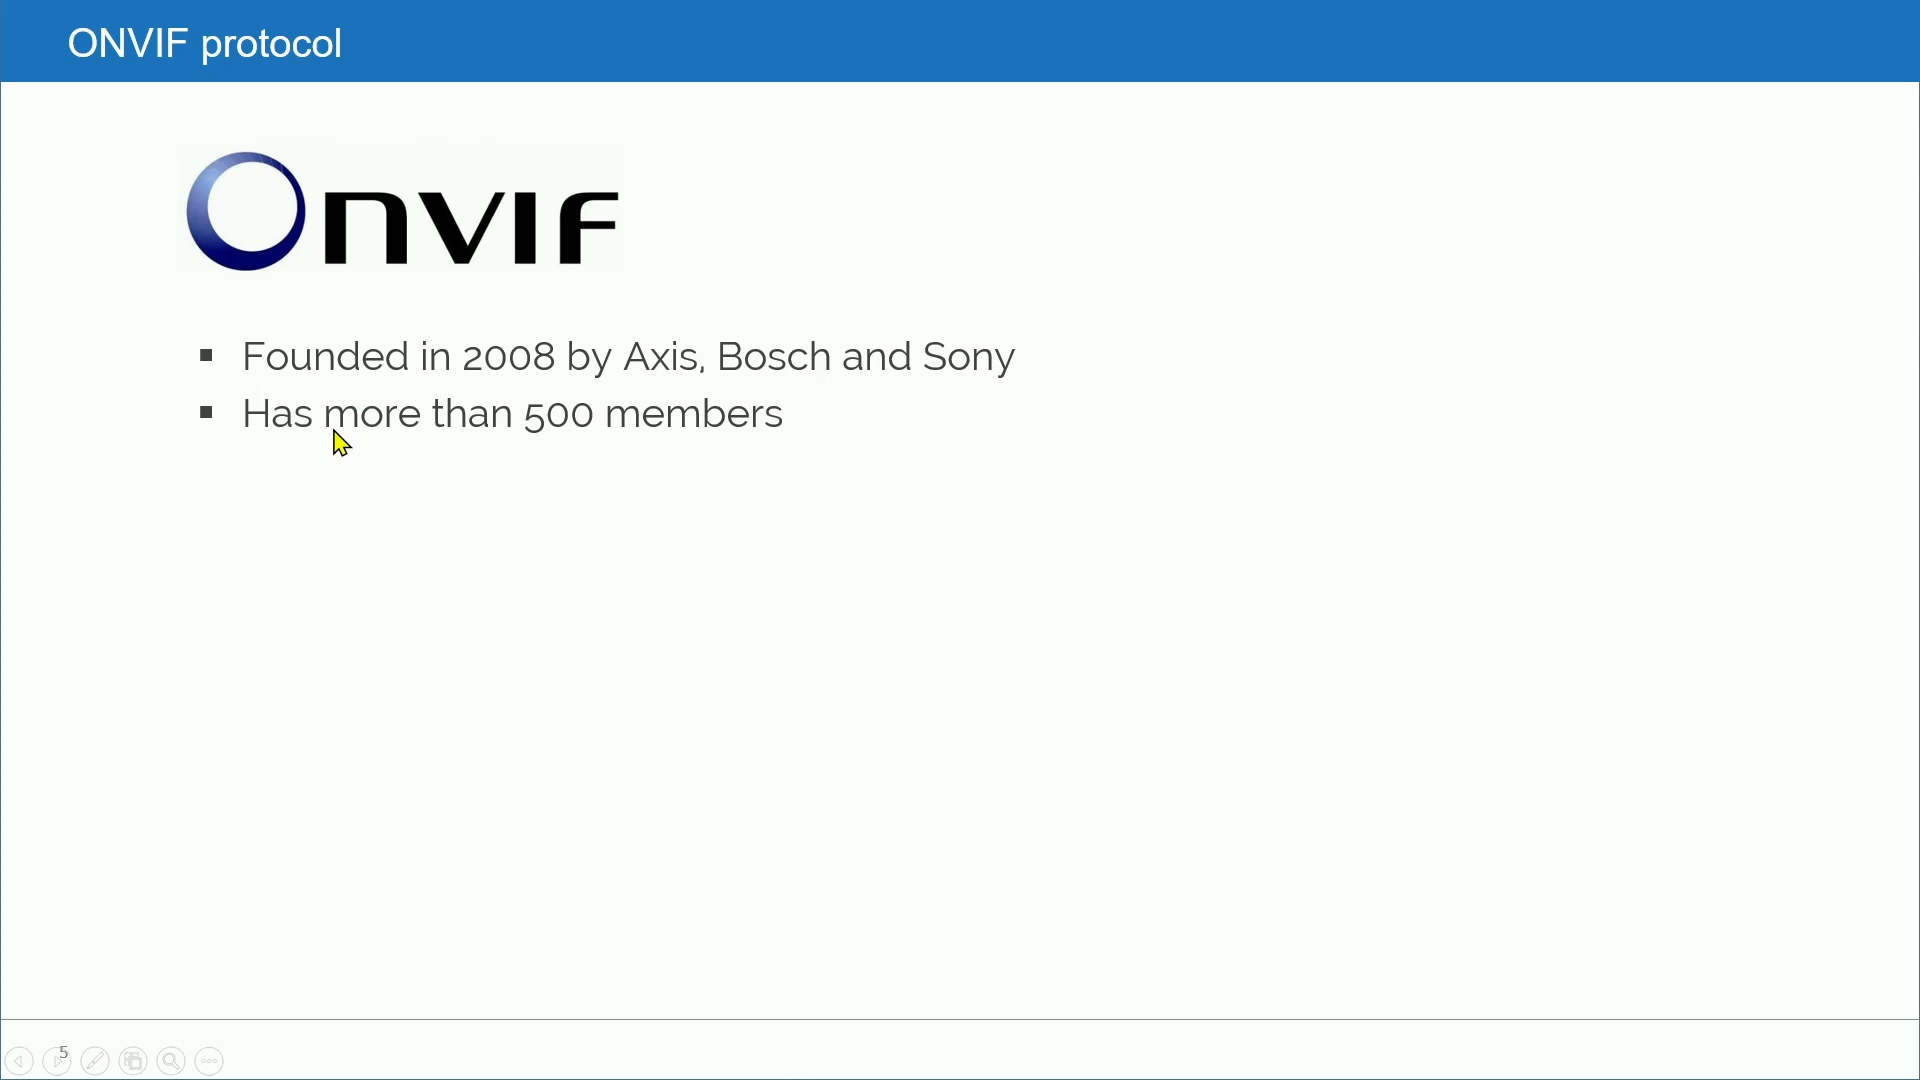 ONVIF protocol
Onvif
Founded in 2008 by Axis, Bosch and Sony
Has more than 500 members
5